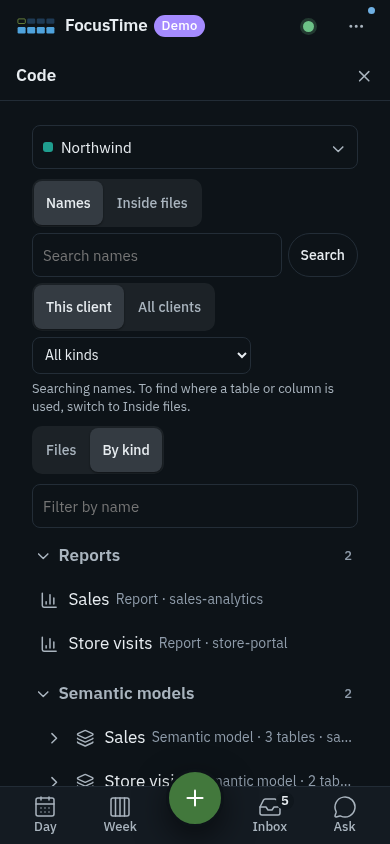 FocusTime Demo
Code
Northwind
Names Inside files
Search names Search
This client All clients
All kinds
Searching names. To find where a table or column is
used, switch to Inside files.
Files By kind
Filter by name
Reports 2
Sales Report · sales-analytics
Store visits Report · store-portal
Semantic models 2
Sales Semantic model · 3 tables · sa...
Store · 2 tab...
5
Day Week Inbox Ask